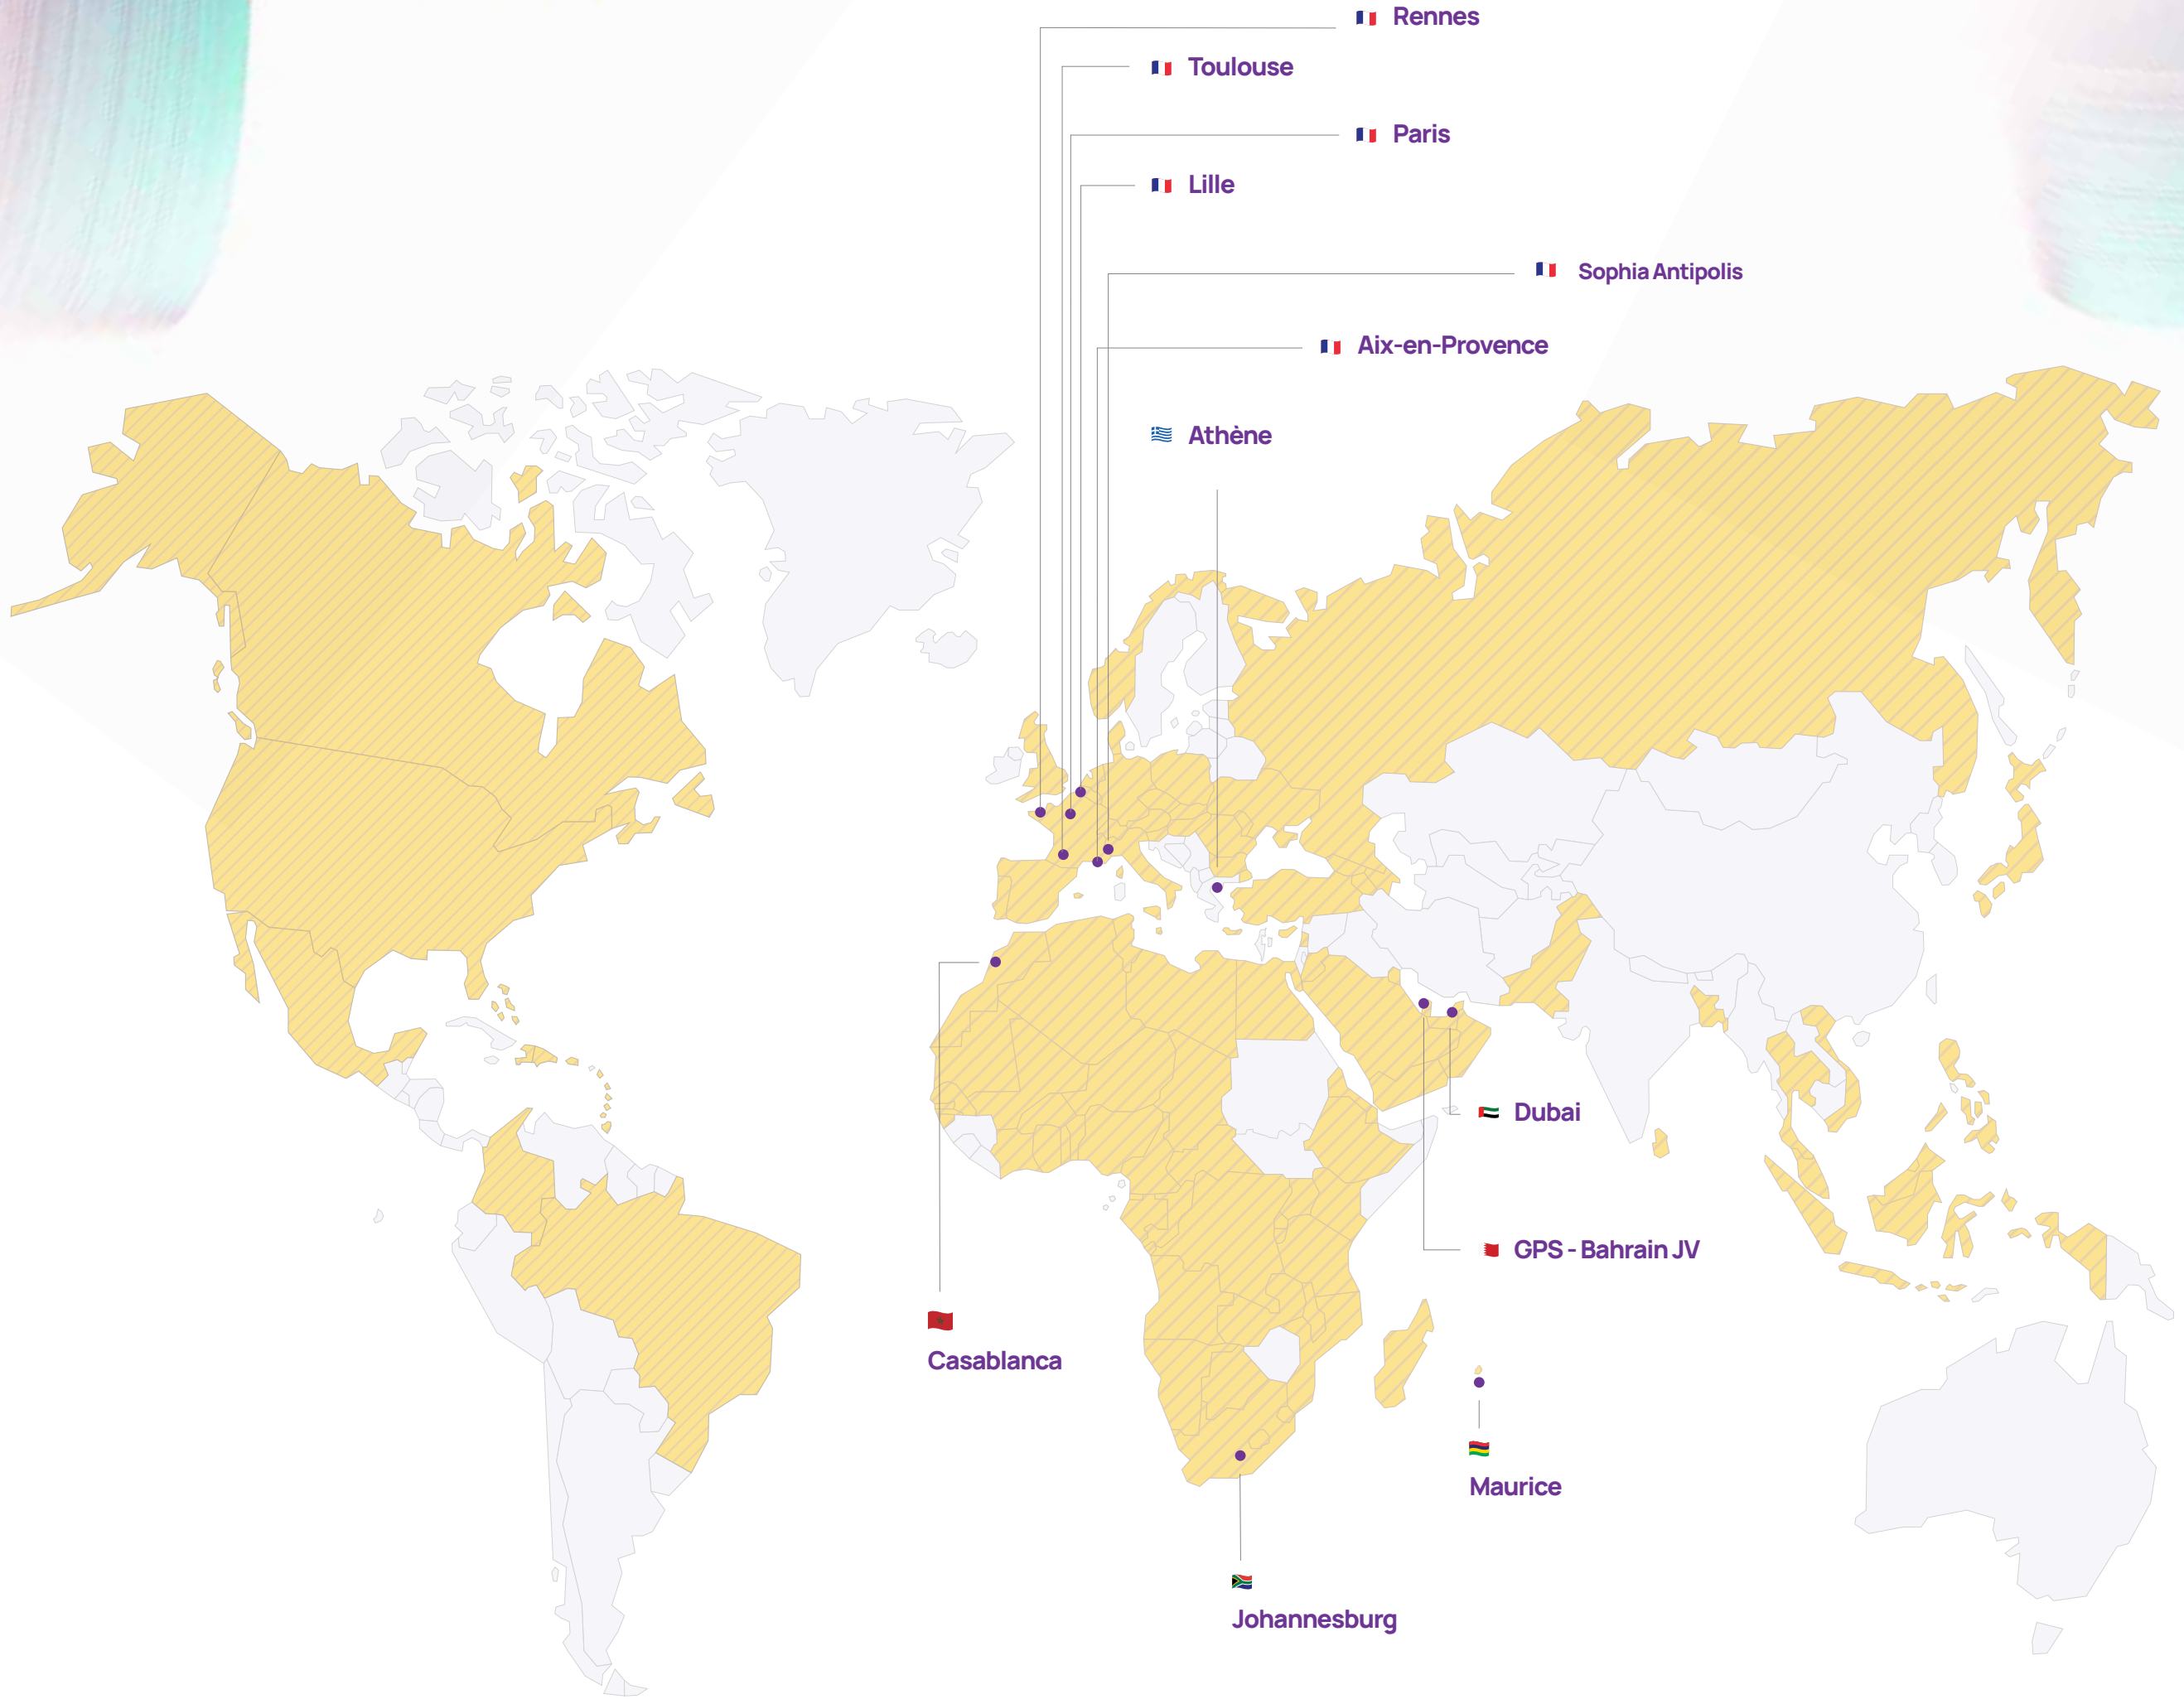 Rennes
Toulouse
Paris
Lille
Sophia Antipolis
Aix-en-Provence
Athène
Dubai
GPS - Bahrain JV
Casablanca
Maurice
Johannesburg